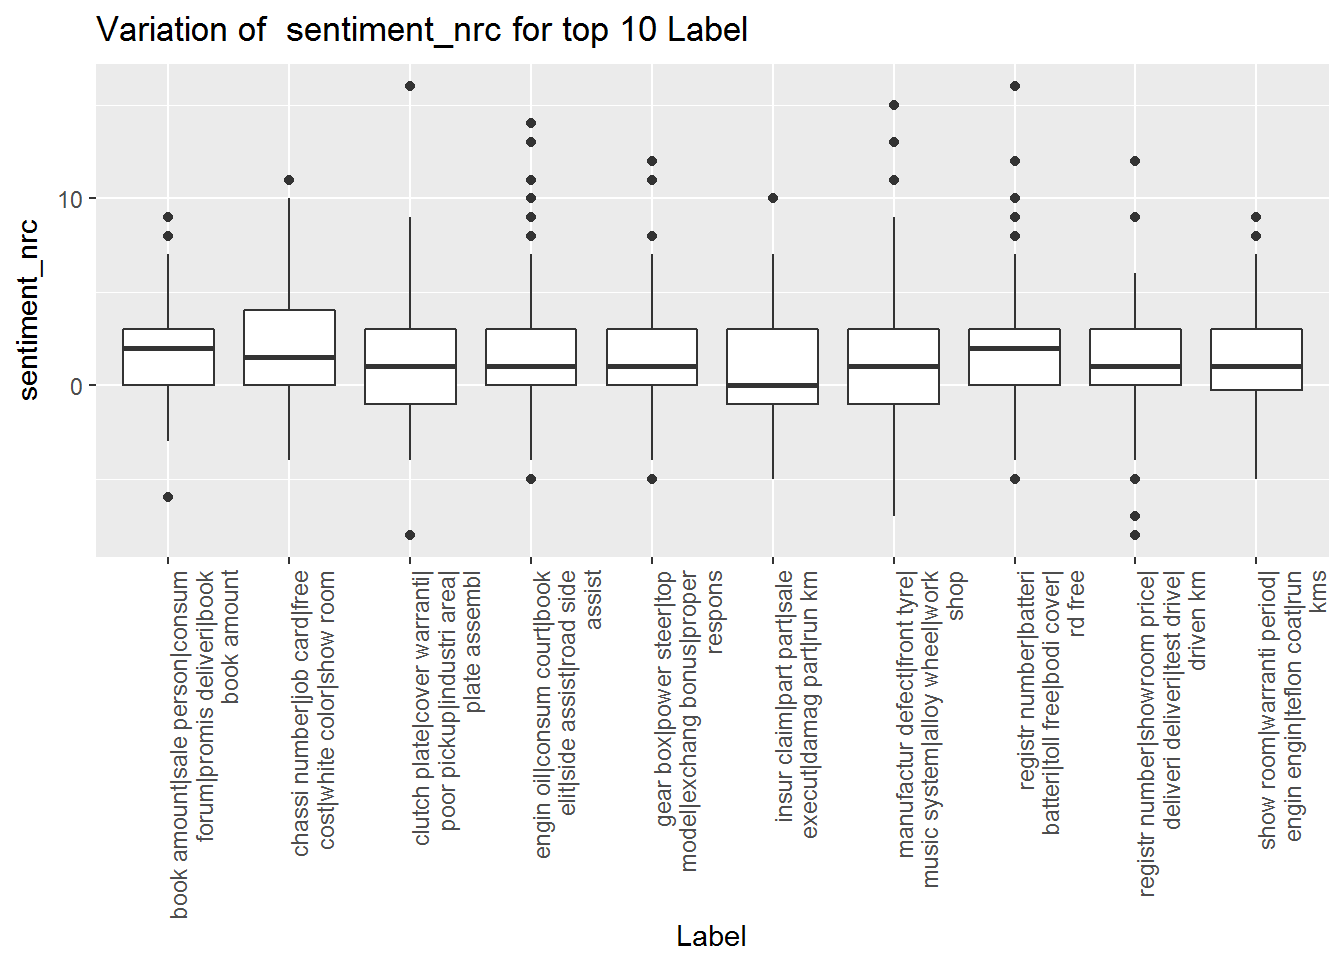 Variation of  sentiment_nrc for top 10 Label
sentiment_nrc
10
0
book amount|sale person|consum
forum|promis deliveri|book
book amount
chassi number|job card|free
cost|white color|show room
clutch plate|cover warranti|
poor pickup|industri area|
plate assembl
engin oil|consum court|book
elit|side assist|road side
assist
gear box|power steer|top
model|exchang bonus|proper
respons
insur claim|part part|sale
execut|damag part|run km
manufactur defect|front tyre|
music system|alloy wheel|work
shop
registr number|batteri
batteri|toll free|bodi cover|
rd free
registr number|showroom price|
deliveri deliveri|test drive|
driven km
show room|warranti period|
engin engin|teflon coat|run
kms
Label